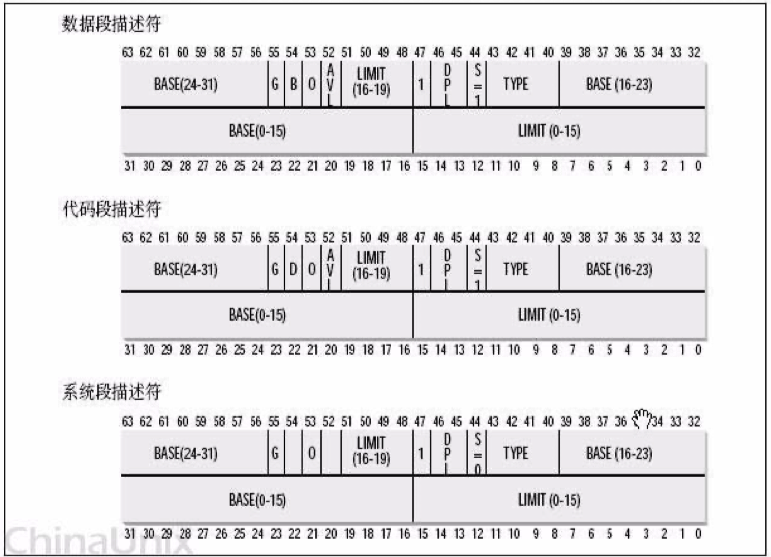 数据段描述符
63 62 61 60 59 58 57 56 55 54 53 52 51 50 49 48 47 46 45 44 43 42 41 40 39 38 37 36 35 34 33 32
BASE(24-31) G B 0 AVL LIMIT (16-19) 1 DPL S=1 TYPE BASE (16-23)
BASE(0-15) LIMIT (0-15)
31 30 29 28 27 26 25 24 23 22 21 20 19 18 17 16 15 14 13 12 11 10 9 8 7 6 5 4 3 2 1 0
代码段描述符
63 62 61 60 59 58 57 56 55 54 53 52 51 50 49 48 47 46 45 44 43 42 41 40 39 38 37 36 35 34 33 32
BASE(24-31) G D 0 AVL LIMIT (16-19) 1 DPL S=1 TYPE BASE (16-23)
BASE(0-15) LIMIT (0-15)
31 30 29 28 27 26 25 24 23 22 21 20 19 18 17 16 15 14 13 12 11 10 9 8 7 6 5 4 3 2 1 0
系统段描述符
63 62 61 60 59 58 57 56 55 54 53 52 51 50 49 48 47 46 45 44 43 42 41 40 39 38 37 36 34 33 32
BASE(24-31) G 0 LIMIT (16-19) 1 DPL S=0 TYPE BASE (16-23)
BASE(0-15) LIMIT (0-15)
31 30 29 28 27 26 25 24 23 22 21 20 19 18 17 16 15 14 13 12 11 10 9 8 7 6 5 4 3 2 1 0
ChinaUnix